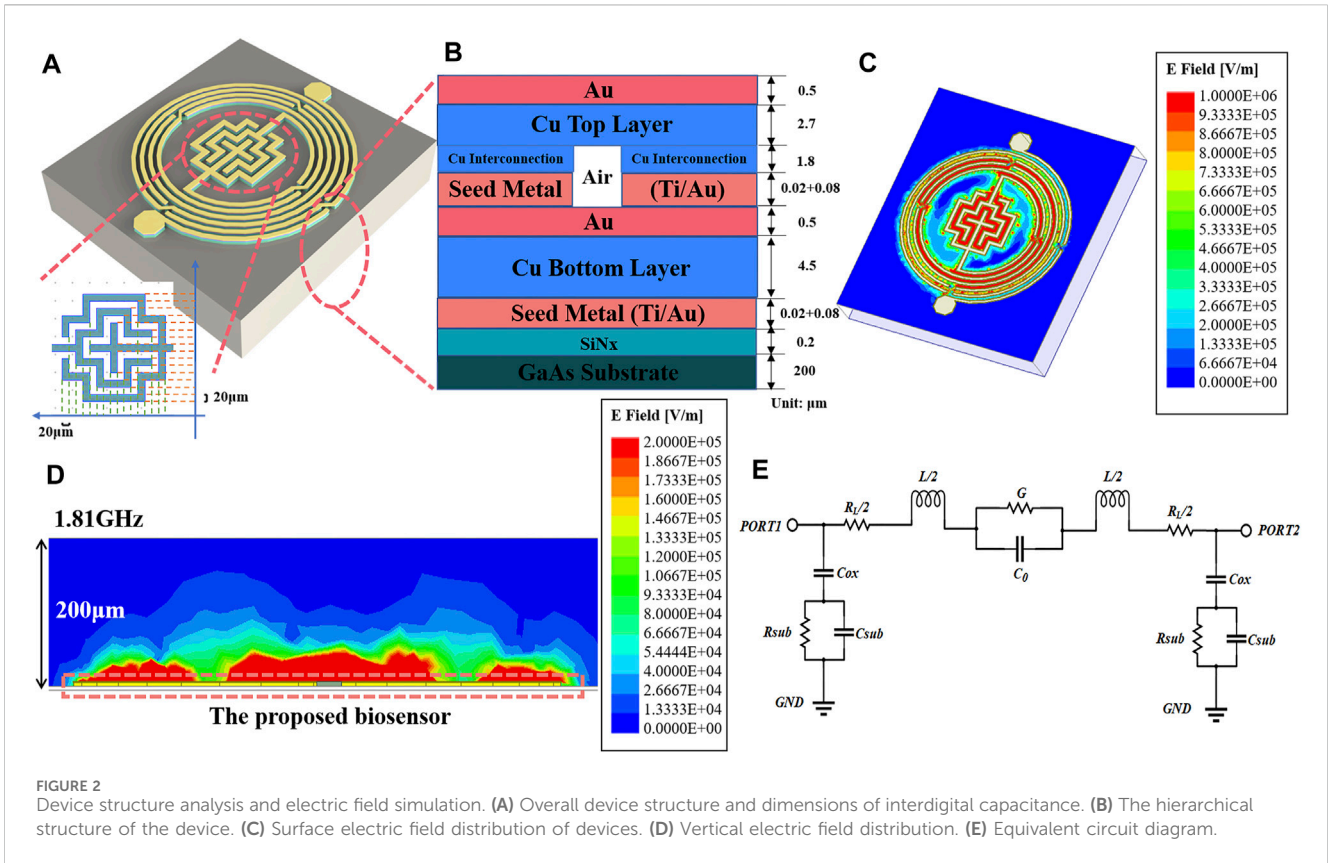 A
20μm
20μm
B
Au
0.5
Cu Top Layer
2.7
Cu Interconnection
Air
Cu Interconnection
1.8
Seed Metal
(Ti/Au)
0.02+0.08
Au
0.5
Cu Bottom Layer
4.5
Seed Metal (Ti/Au)
0.02+0.08
SiNx
0.2
GaAs Substrate
200
Unit: μm
C
E Field [V/m]
1.0000E+06
9.3333E+05
8.6667E+05
8.0000E+05
7.3333E+05
6.6667E+05
6.0000E+05
5.3333E+05
4.6667E+05
4.0000E+05
3.3333E+05
2.6667E+05
2.0000E+05
1.3333E+05
6.6667E+04
0.0000E+00
D
1.81GHz
200μm
The proposed biosensor
E Field [V/m]
2.0000E+05
1.8667E+05
1.7333E+05
1.6000E+05
1.4667E+05
1.3333E+05
1.2000E+05
1.0667E+05
9.3333E+04
8.0000E+04
6.6667E+04
5.4444E+04
4.0000E+04
2.6667E+04
1.3333E+04
0.0000E+00
E
PORT1
RL/2
L/2
G
C0
L/2
RL/2
PORT2
Cox
Rsub
Csub
GND
Cox
Rsub
Csub
GND
FIGURE 2
Device structure analysis and electric field simulation. (A) Overall device structure and dimensions of interdigital capacitance. (B) The hierarchical
structure of the device. (C) Surface electric field distribution of devices. (D) Vertical electric field distribution. (E) Equivalent circuit diagram.